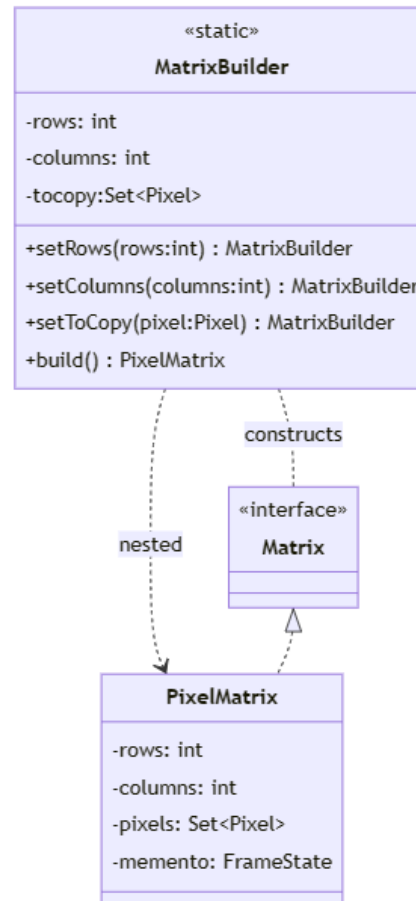 «static»
MatrixBuilder
-rows: int
-columns: int
-tocopy:Set<Pixel>
+setRows(rows:int) : MatrixBuilder
+setColumns(columns:int) : MatrixBuilder
+setToCopy(pixel:Pixel) : MatrixBuilder
+build() : PixelMatrix
constructs
«interface»
Matrix
nested
PixelMatrix
-rows: int
-columns: int
-pixels: Set<Pixel>
-memento: FrameState